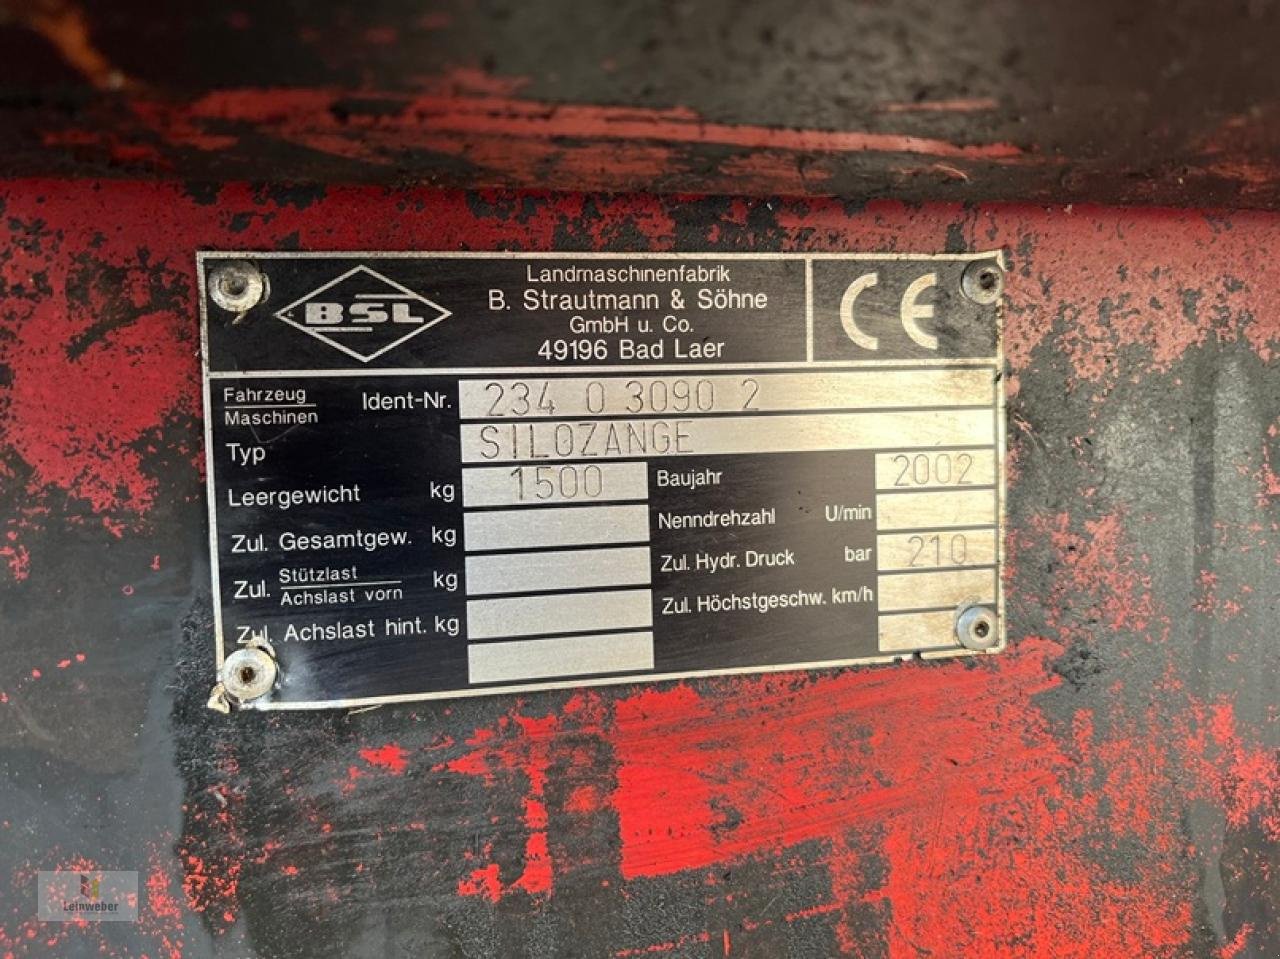 BSL
Landmaschinenfabrik
B. Strautmann & Söhne
GmbH u. Co.
49196 Bad Laer
CE
Fahrzeug
Maschinen
Ident-Nr. 234 0 3090 2
Typ SILOZANGE
Leergewicht kg 1500
Baujahr 2002
Zul. Gesamtgew. kg
Nenndrehzahl U/min
Zul. Stützlast kg
Achslast vorn
Zul. Hydr. Druck bar 210
Zul. Achslast hint. kg
Zul. Höchstgeschw. km/h
Leinweber